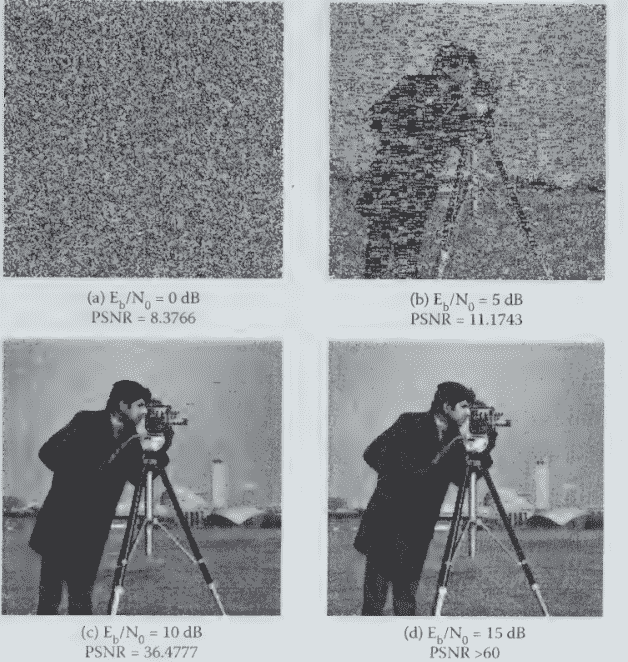 (a) E_b/N_0 = 0 dB
PSNR = 8.3766
(b) E_b/N_0 = 5 dB
PSNR = 11.1743
(c) E_b/N_0 = 10 dB
PSNR = 36.4777
(d) E_b/N_0 = 15 dB
PSNR >60